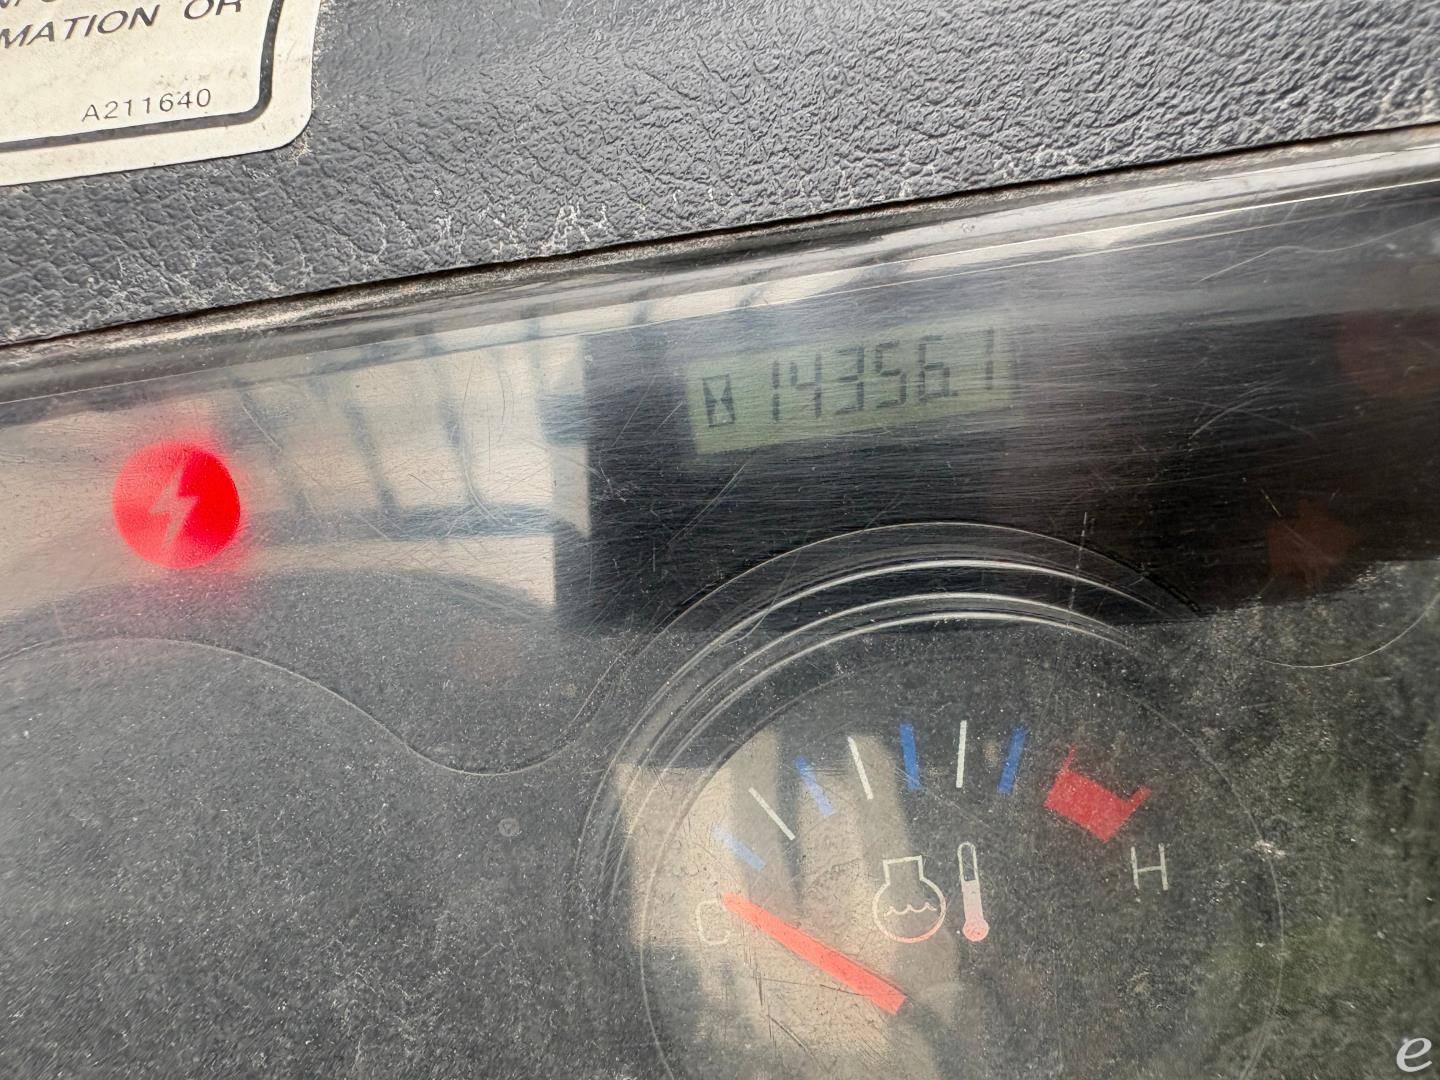 MATION OR
A211640
14356.1
H
C
e